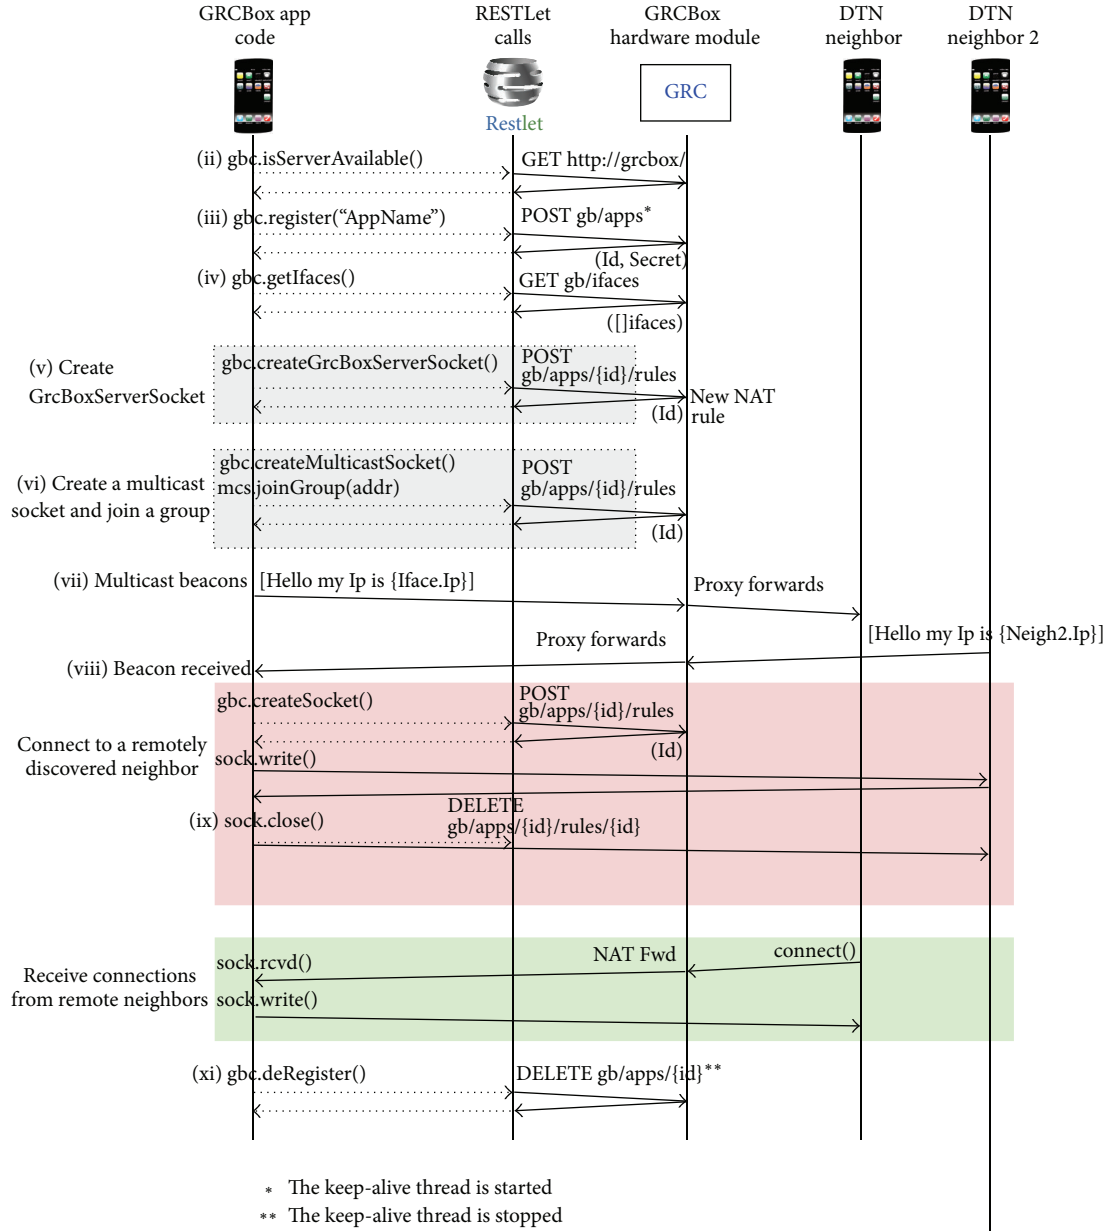 GRCBox app
code
RESTLet
calls
GRCBox
hardware module
DTN
neighbor
DTN
neighbor 2
Restlet
GRC
(ii) gbc.isServerAvailable()
GET http://grcbox/
(iii) gbc.register(“AppName”)
POST gb/apps*
(Id, Secret)
(iv) gbc.getIfaces()
GET gb/ifaces
([]ifaces)
(v) Create
GrcBoxServerSocket
gbc.createGrcBoxServerSocket()
POST
gb/apps/{id}/rules
(Id)
New NAT
rule
(vi) Create a multicast
socket and join a group
gbc.createMulticastSocket()
mcs.joinGroup(addr)
POST
gb/apps/{id}/rules
(Id)
(vii) Multicast beacons
[Hello my Ip is {Iface.Ip}]
Proxy forwards
[Hello my Ip is {Neigh2.Ip}]
Proxy forwards
(viii) Beacon received
Connect to a remotely
discovered neighbor
gbc.createSocket()
POST
gb/apps/{id}/rules
(Id)
sock.write()
(ix) sock.close()
DELETE
gb/apps/{id}/rules/{id}
Receive connections
from remote neighbors
connect()
NAT Fwd
sock.rcvd()
sock.write()
(xi) gbc.deRegister()
DELETE gb/apps/{id}**
* The keep-alive thread is started
** The keep-alive thread is stopped